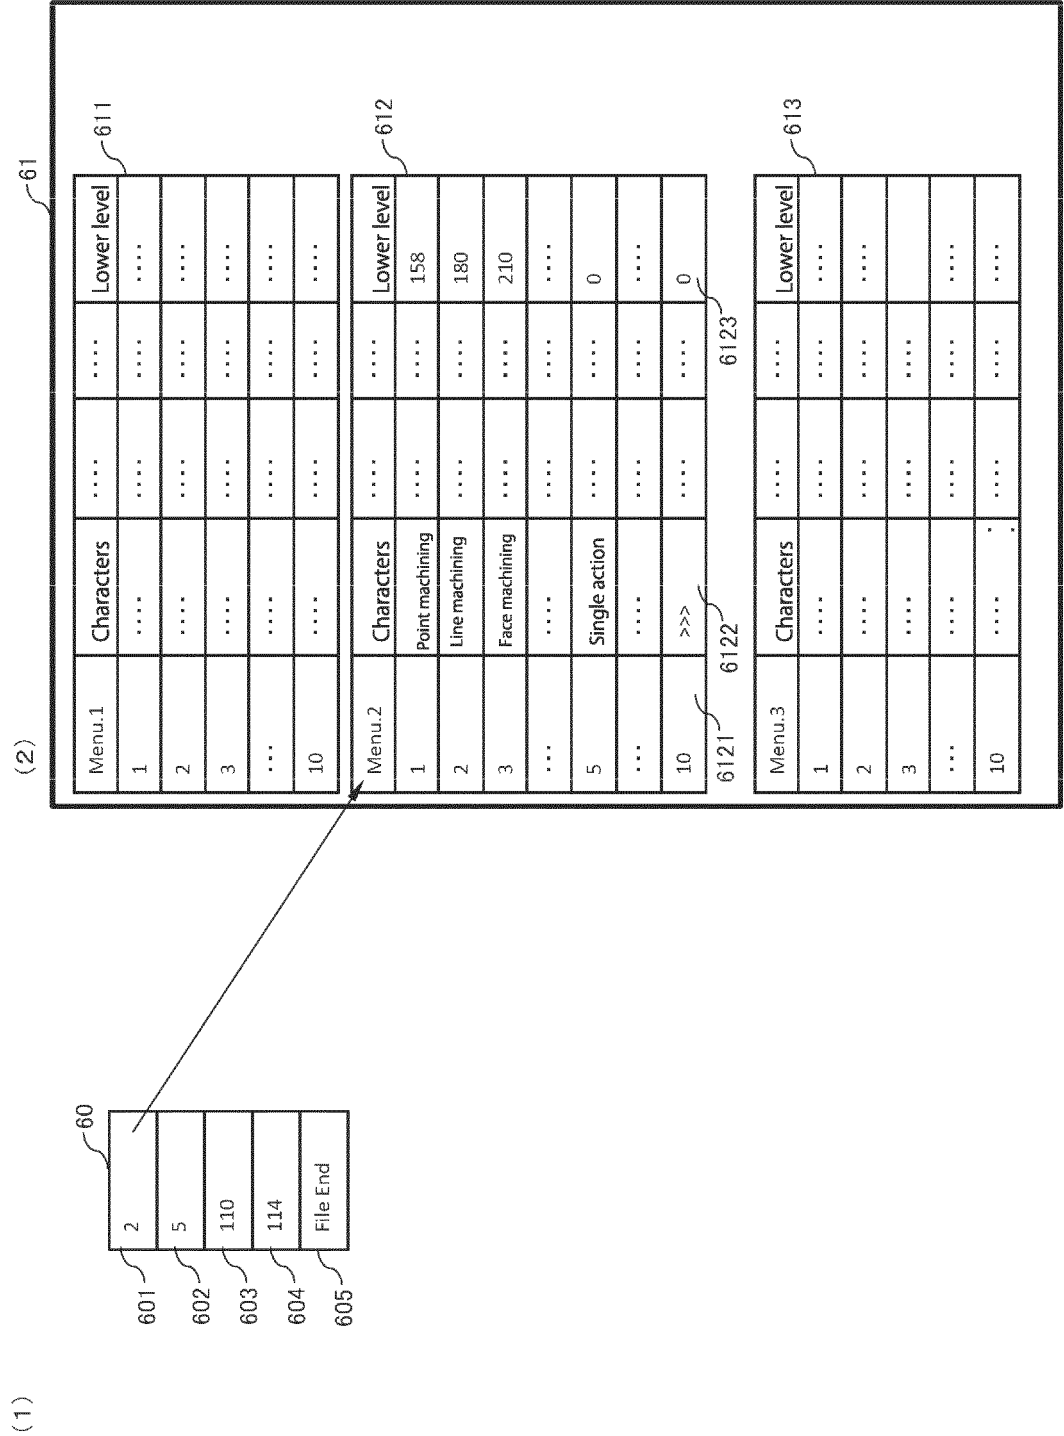 (1)
60
601 2
602 5
603 110
604 114
605 File End
(2)
61
611
Menu.1 Characters .... .... Lower level
1 .... .... .... ....
2 .... .... .... ....
3 .... .... .... ....
.... .... .... .... ....
10 .... .... .... ....
612
Menu.2 Characters .... .... Lower level
1 Point machining .... .... 158
2 Line machining .... .... 180
3 Face machining .... .... 210
.... .... .... .... ....
5 Single action .... .... 0
.... .... .... .... ....
10 >>> .... .... 0
6121 6122 6123
613
Menu.3 Characters .... .... Lower level
1 .... .... .... ....
2 .... .... .... ....
3 .... .... ....
.... .... .... .... ....
10 .... .... ....